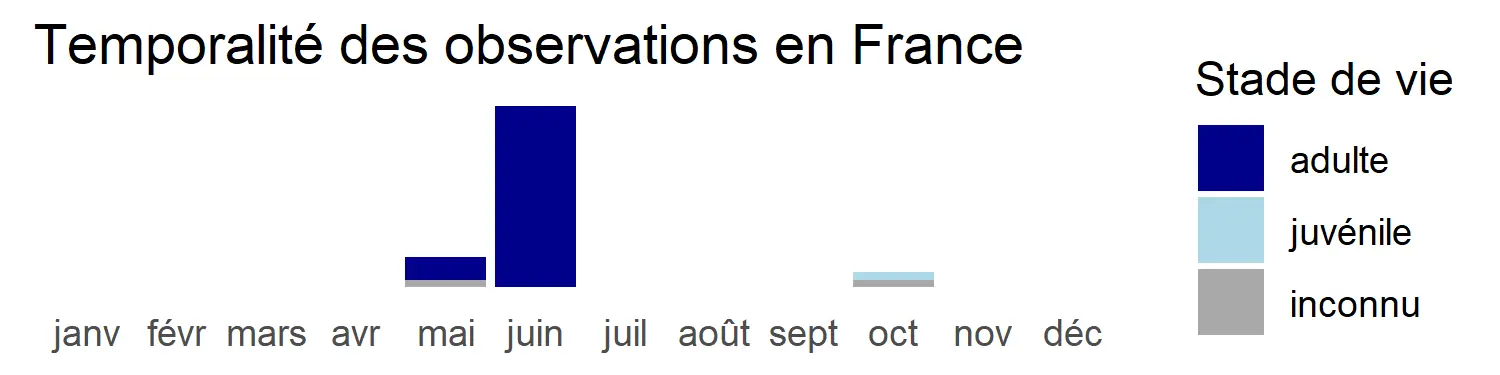 Temporalité des observations en France
Stade de vie
adulte
juvénile
inconnu
janv févr mars avr mai juin juil août sept oct nov déc